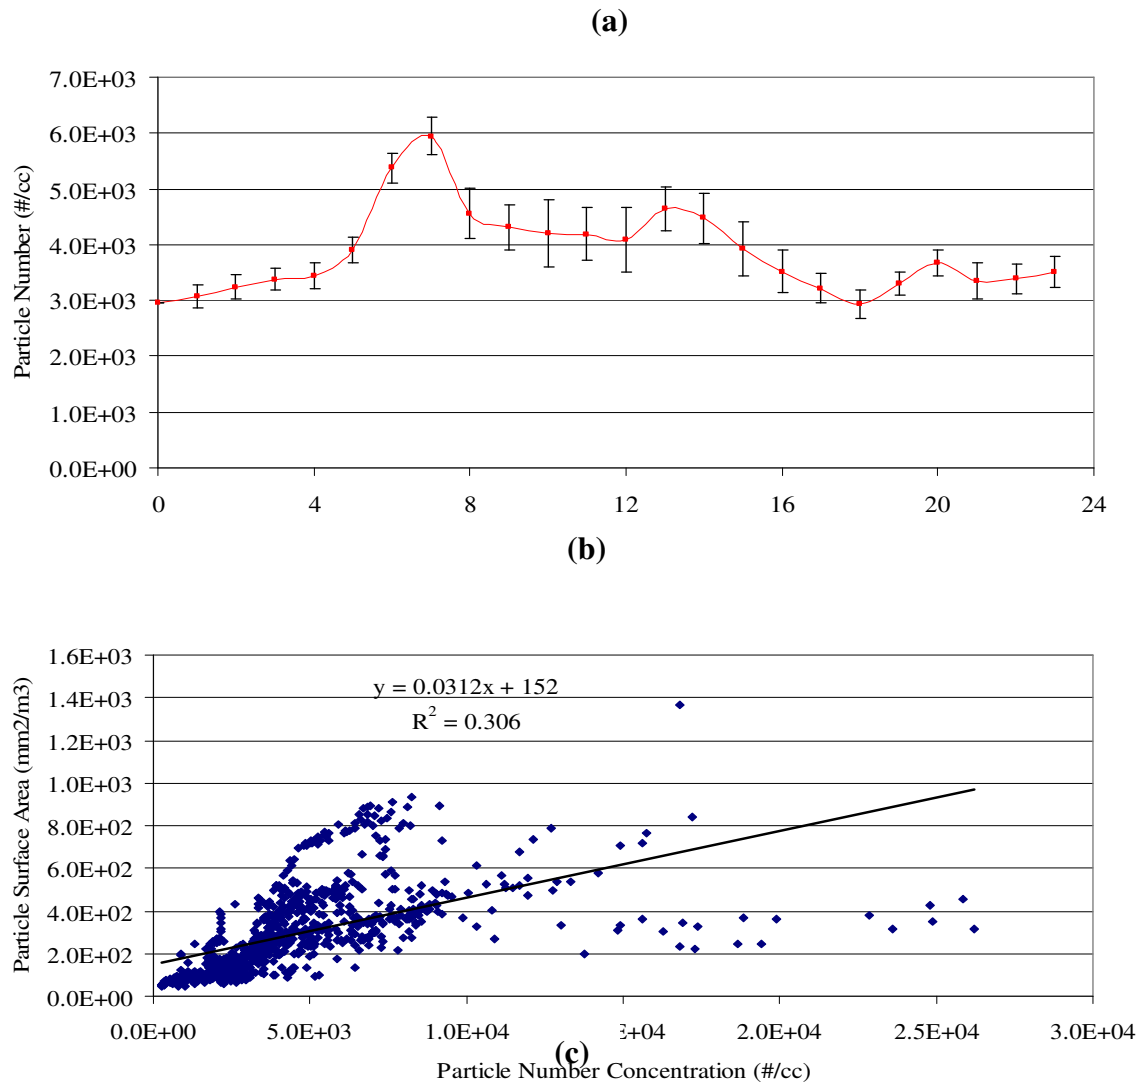 (a)
7.0E+03
6.0E+03
5.0E+03
4.0E+03
3.0E+03
2.0E+03
1.0E+03
0.0E+00
Particle Number (#/cc)
0 4 8 12 16 20 24
(b)
1.6E+03
1.4E+03
1.2E+03
1.0E+03
8.0E+02
6.0E+02
4.0E+02
2.0E+02
0.0E+00
Particle Surface Area (mm2/m3)
y = 0.0312x + 152
R² = 0.306
0.0E+00 5.0E+03 1.0E+04 E+04 2.0E+04 2.5E+04 3.0E+04
(c)
Particle Number Concentration (#/cc)